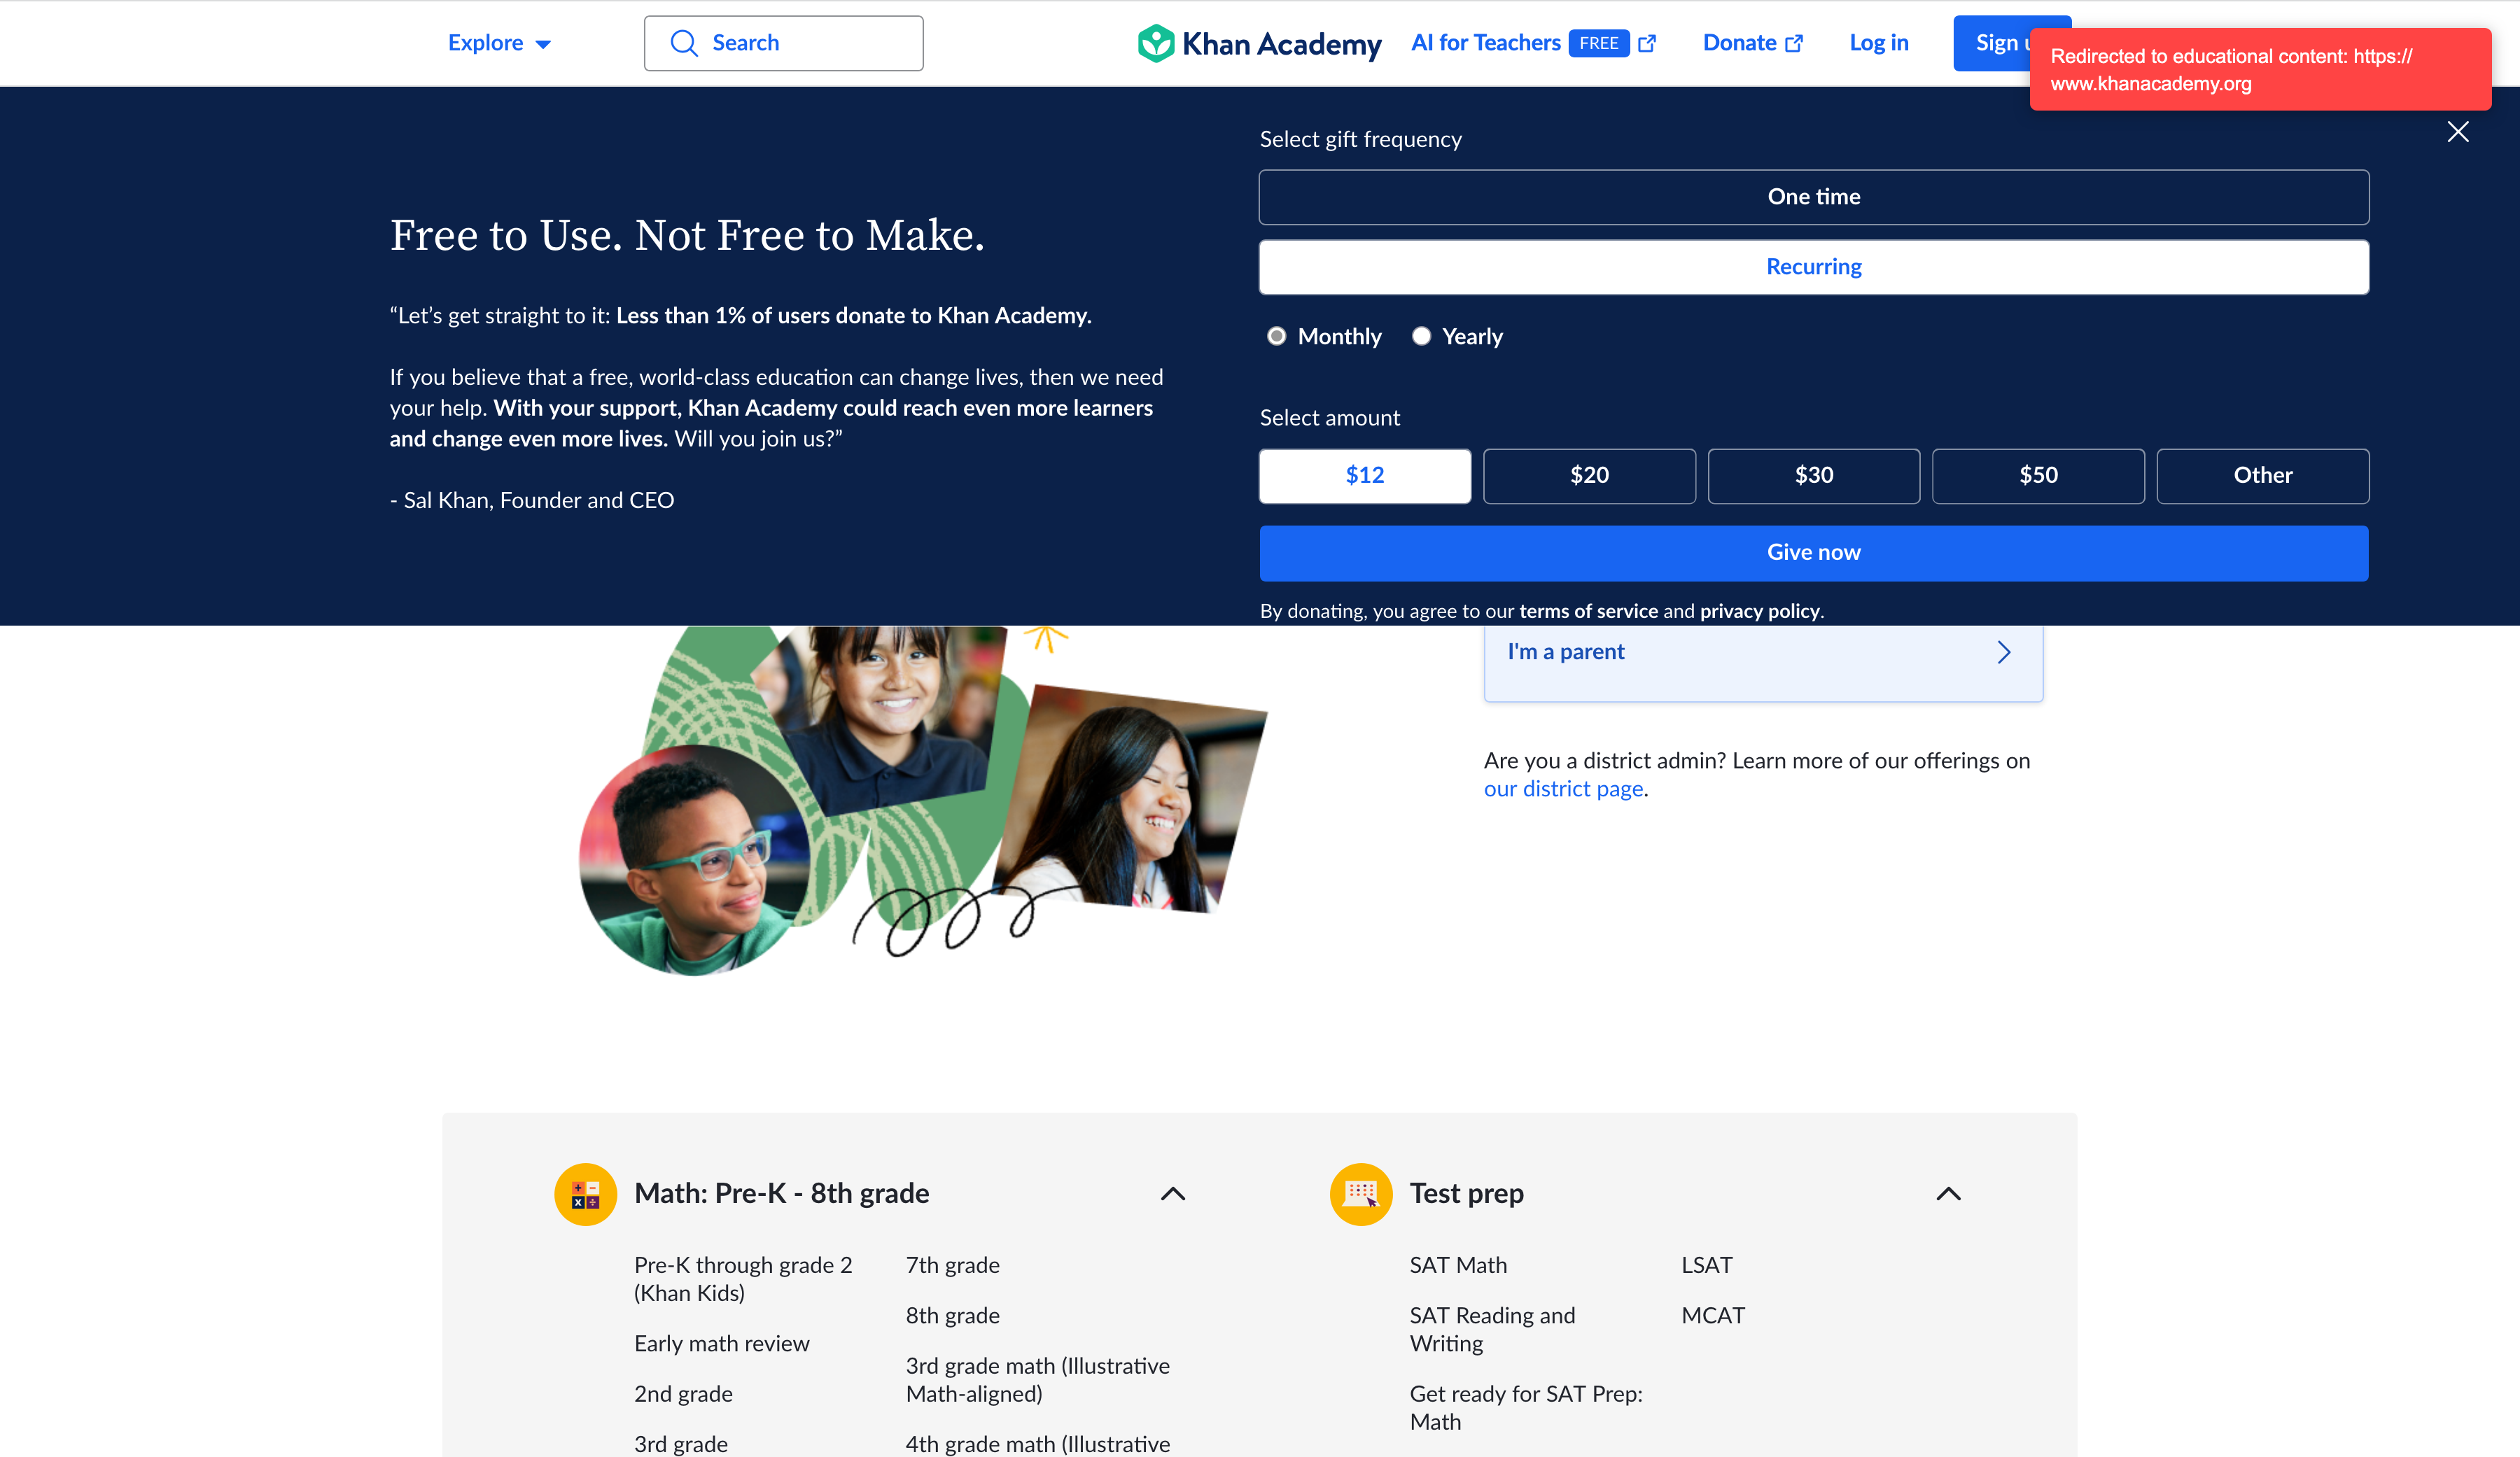 Explore
Search
Khan Academy
AI for Teachers FREE
Donate
Log in
Sign
Redirected to educational content: https://
www.khanacademy.org
Free to Use. Not Free to Make.
“Let’s get straight to it: Less than 1% of users donate to Khan Academy.
If you believe that a free, world-class education can change lives, then we need
your help. With your support, Khan Academy could reach even more learners
and change even more lives. Will you join us?”
- Sal Khan, Founder and CEO
Select gift frequency
One time
Recurring
Monthly
Yearly
Select amount
$12
$20
$30
$50
Other
Give now
By donating, you agree to our terms of service and privacy policy.
I'm a parent
Are you a district admin? Learn more of our offerings on
our district page.
Math: Pre-K - 8th grade
Pre-K through grade 2
(Khan Kids)
Early math review
2nd grade
3rd grade
7th grade
8th grade
3rd grade math (Illustrative
Math-aligned)
4th grade math (Illustrative
Test prep
SAT Math
SAT Reading and
Writing
Get ready for SAT Prep:
Math
LSAT
MCAT